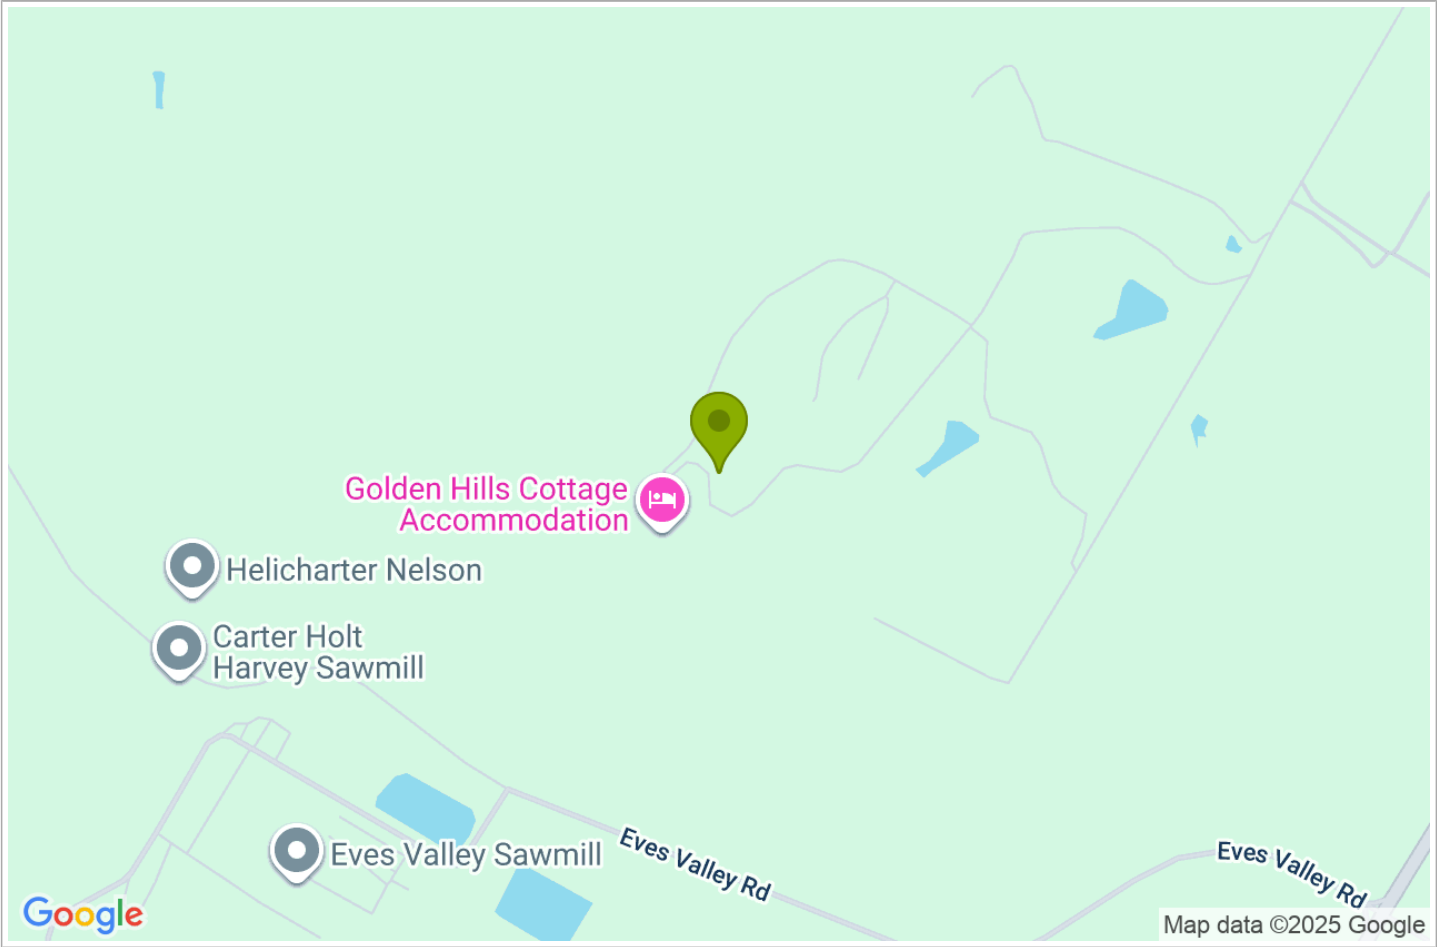 Golden Hills Cottage
Accommodation
Helicharter Nelson
Carter Holt
Harvey Sawmill
Eves Valley Sawmill
Eves Valley Rd
Eves Valley Rd
Google
Map data ©2025 Google